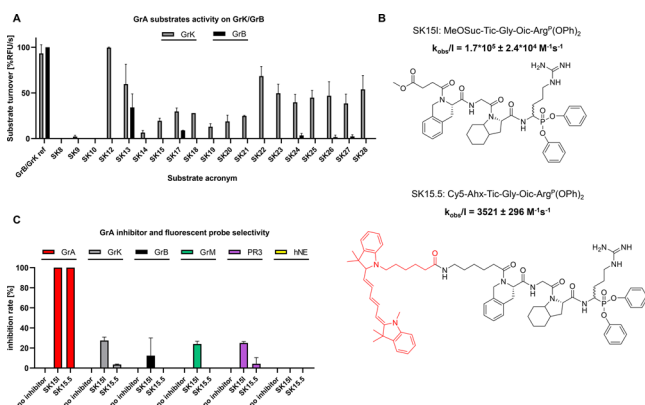 A
GrA substrates activity on GrK/GrB
GrK GrB
Substrate turnover [%RFU/s]
150
100
50
0
GrB/GrK ref SK8 SK9 SK10 SK12 SK13 SK14 SK15 SK17 SK18 SK19 SK20 SK21 SK22 SK23 SK24 SK25 SK26 SK27 SK28
Substrate acronym
B
SK15I: MeOSuc-Tic-Gly-Oic-Argᴾ(OPh)₂
k_obs/I = 1.7*10⁵ ± 2.4*10⁴ M⁻¹s⁻¹
SK15.5: Cy5-Ahx-Tic-Gly-Oic-Argᴾ(OPh)₂
k_obs/I = 3521 ± 296 M⁻¹s⁻¹
C
GrA inhibitor and fluorescent probe selectivity
GrA GrK GrB GrM PR3 hNE
inhibition rate [%]
100
80
60
40
20
0
no inhibitor SK15I SK15.5 no inhibitor SK15I SK15.5 no inhibitor SK15I SK15.5 no inhibitor SK15I SK15.5 no inhibitor SK15I SK15.5 no inhibitor SK15I SK15.5